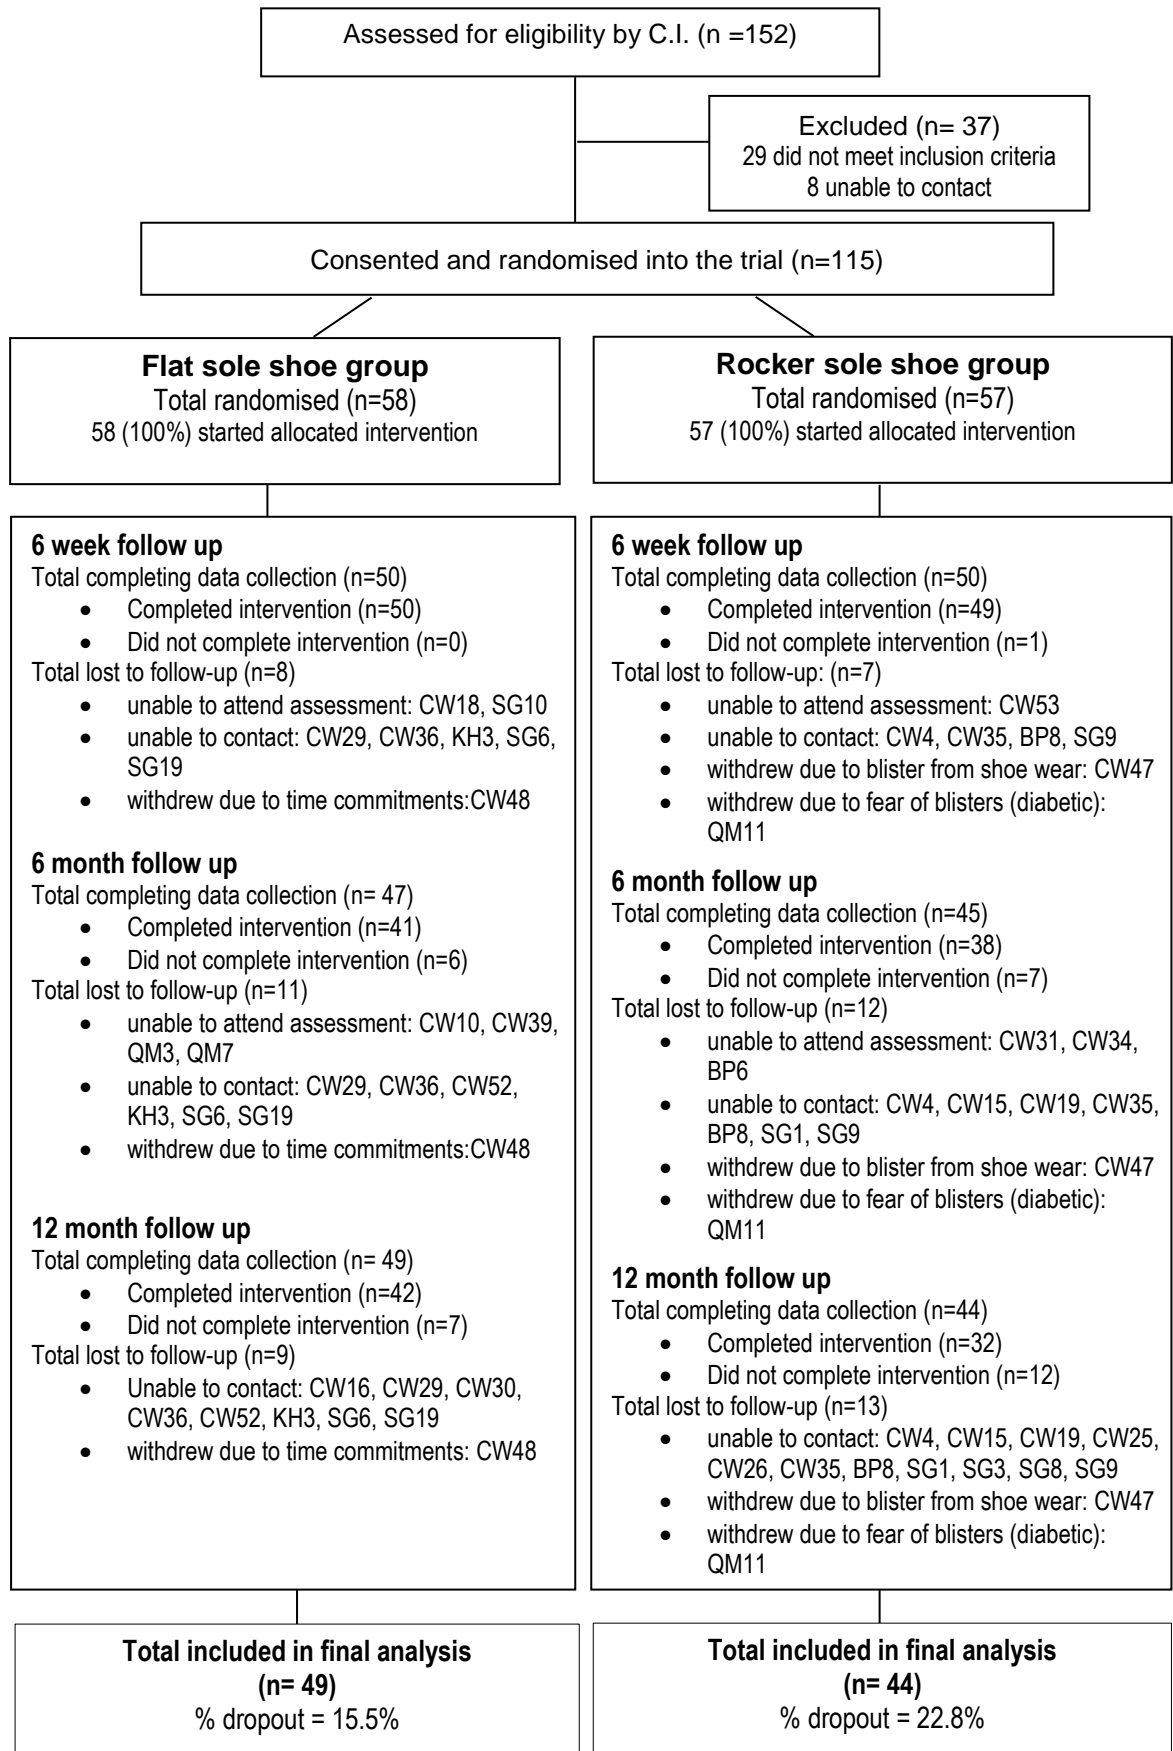 Assessed for eligibility by C.I. (n =152)
Excluded (n= 37)
29 did not meet inclusion criteria
8 unable to contact
Consented and randomised into the trial (n=115)
Flat sole shoe group
Total randomised (n=58)
58 (100%) started allocated intervention
Rocker sole shoe group
Total randomised (n=57)
57 (100%) started allocated intervention
6 week follow up
Total completing data collection (n=50)
• Completed intervention (n=50)
• Did not complete intervention (n=0)
Total lost to follow-up (n=8)
• unable to attend assessment: CW18, SG10
• unable to contact: CW29, CW36, KH3, SG6,
SG19
• withdrew due to time commitments:CW48
6 month follow up
Total completing data collection (n= 47)
• Completed intervention (n=41)
• Did not complete intervention (n=6)
Total lost to follow-up (n=11)
• unable to attend assessment: CW10, CW39,
QM3, QM7
• unable to contact: CW29, CW36, CW52,
KH3, SG6, SG19
• withdrew due to time commitments:CW48
12 month follow up
Total completing data collection (n= 49)
• Completed intervention (n=42)
• Did not complete intervention (n=7)
Total lost to follow-up (n=9)
• Unable to contact: CW16, CW29, CW30,
CW36, CW52, KH3, SG6, SG19
• withdrew due to time commitments: CW48
6 week follow up
Total completing data collection (n=50)
• Completed intervention (n=49)
• Did not complete intervention (n=1)
Total lost to follow-up: (n=7)
• unable to attend assessment: CW53
• unable to contact: CW4, CW35, BP8, SG9
• withdrew due to blister from shoe wear: CW47
• withdrew due to fear of blisters (diabetic):
QM11
6 month follow up
Total completing data collection (n=45)
• Completed intervention (n=38)
• Did not complete intervention (n=7)
Total lost to follow-up (n=12)
• unable to attend assessment: CW31, CW34,
BP6
• unable to contact: CW4, CW15, CW19, CW35,
BP8, SG1, SG9
• withdrew due to blister from shoe wear: CW47
• withdrew due to fear of blisters (diabetic):
QM11
12 month follow up
Total completing data collection (n=44)
• Completed intervention (n=32)
• Did not complete intervention (n=12)
Total lost to follow-up (n=13)
• unable to contact: CW4, CW15, CW19, CW25,
CW26, CW35, BP8, SG1, SG3, SG8, SG9
• withdrew due to blister from shoe wear: CW47
• withdrew due to fear of blisters (diabetic):
QM11
Total included in final analysis
(n= 49)
% dropout = 15.5%
Total included in final analysis
(n= 44)
% dropout = 22.8%